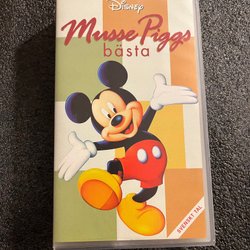 Disney
Musse Piggs
bästa
SVENSKT TAL